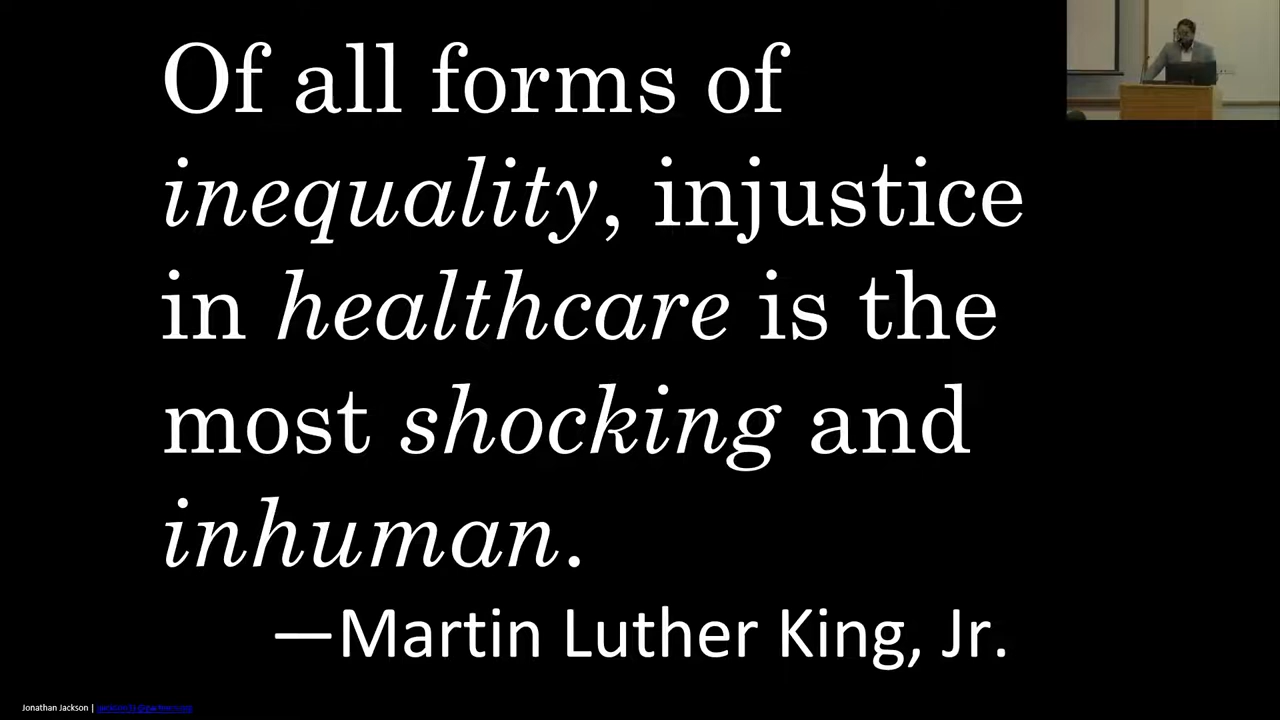 Of all forms of
inequality, injustice
in healthcare is the
most shocking and
inhuman.
—Martin Luther King, Jr.
Jonathan Jackson |